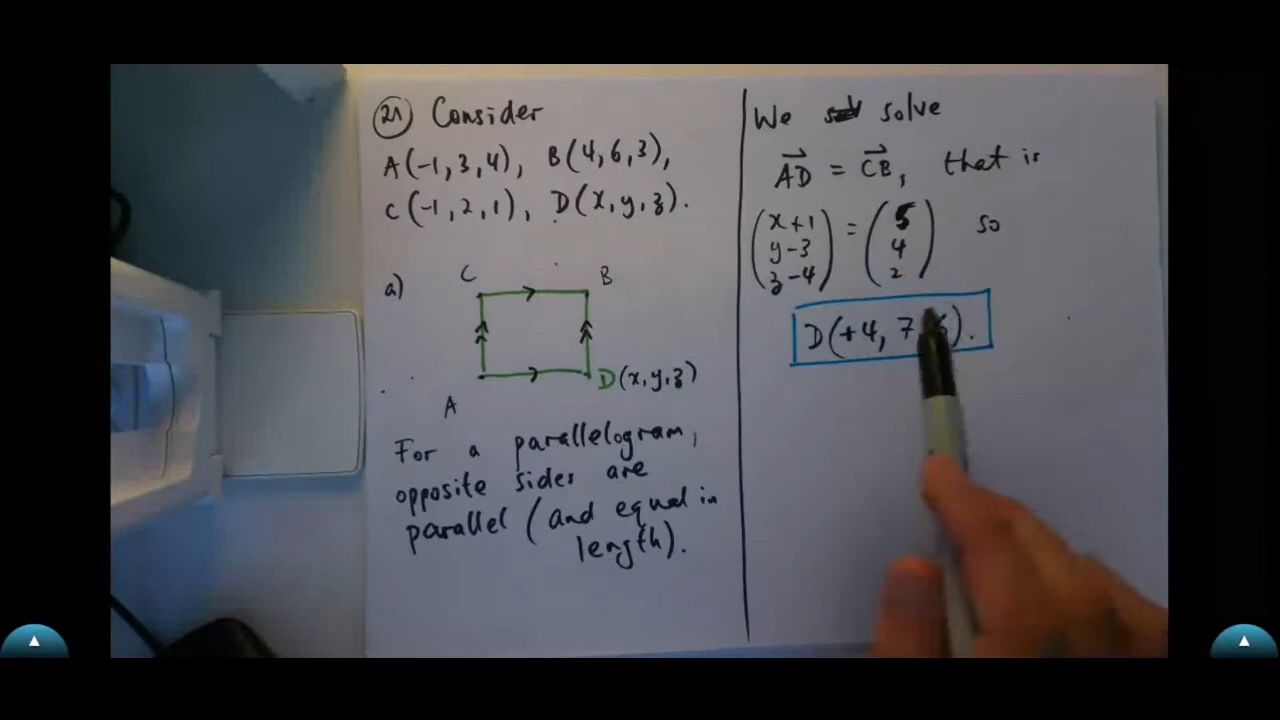 21 Consider
A(-1,3,4), B(4,6,3),
C(-1,2,1), D(x,y,z).
a)
C B
A D(x,y,z)
For a parallelogram,
opposite sides are
parallel (and equal in
length).
We solve
AD = CB, that is
(x+1) = (5) so
y-3 4
z-4 2
D(+4, 7, 6).